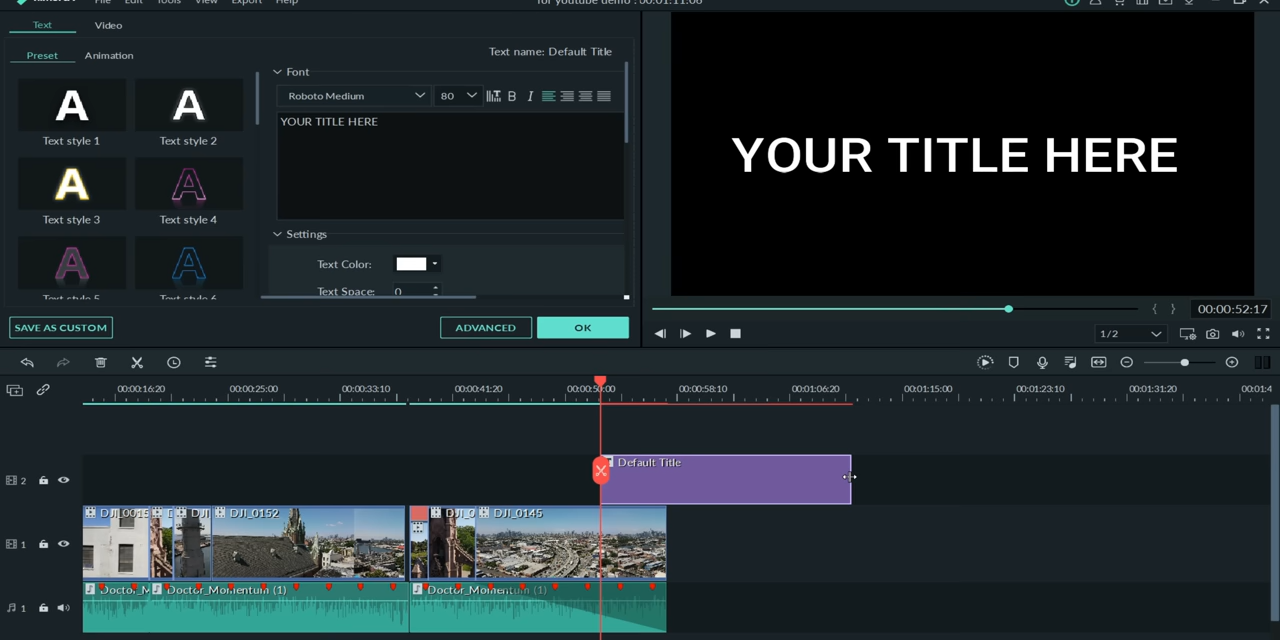 File Edit Tools View Export Help
for youtube demo : 00:01:11:06
Text Video
Preset Animation
Text name: Default Title
Font
Roboto Medium 80 B I
YOUR TITLE HERE
A A
Text style 1 Text style 2
A A
Text style 3 Text style 4
A A
Text style 5 Text style 6
Settings
Text Color:
Text Space: 0
SAVE AS CUSTOM ADVANCED OK
YOUR TITLE HERE
{ } 00:00:52:17
1/2
00:00:16:20 00:00:25:00 00:00:33:10 00:00:41:20 00:00:50:00 00:00:58:10 00:01:06:20 00:01:15:00 00:01:23:10 00:01:31:20 00:01:4
2
T Default Title
DJI_0015 DJI DJI_0152 DJI_0 DJI_0145
1
Doctor_M Doctor_Momentum (1) Doctor_Momentum (1)
1